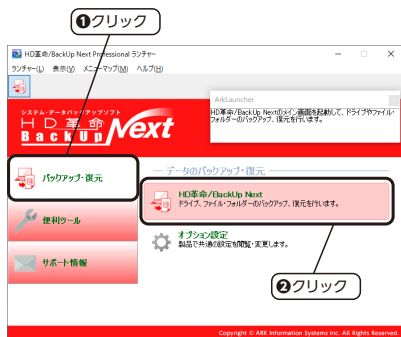 ❶クリック
HD革命/BackUp Next Professional ランチャー
ランチャー(L) 表示(V) メニューマップ(M) ヘルプ(H)
ArkLauncher
HD革命/BackUp Nextのメイン画面を起動して、ドライブやファイル・
フォルダーのバックアップ、復元を行います。
システム・データバックアップソフト
HD革命
BackUp Next
バックアップ・復元
データのバックアップ・復元
HD革命/BackUp Next
ドライブ、ファイル・フォルダーのバックアップ、復元を行います。
便利ツール
オプション設定
製品で共通の設定を閲覧・変更します。
サポート情報
❷クリック
Copyright © ARK Information Systems Inc. All Rights Reserved.